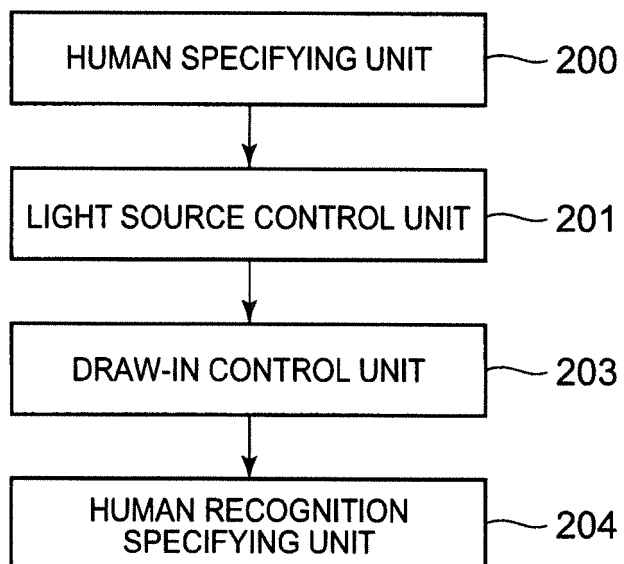 HUMAN SPECIFYING UNIT 200
LIGHT SOURCE CONTROL UNIT 201
DRAW-IN CONTROL UNIT 203
HUMAN RECOGNITION
SPECIFYING UNIT 204